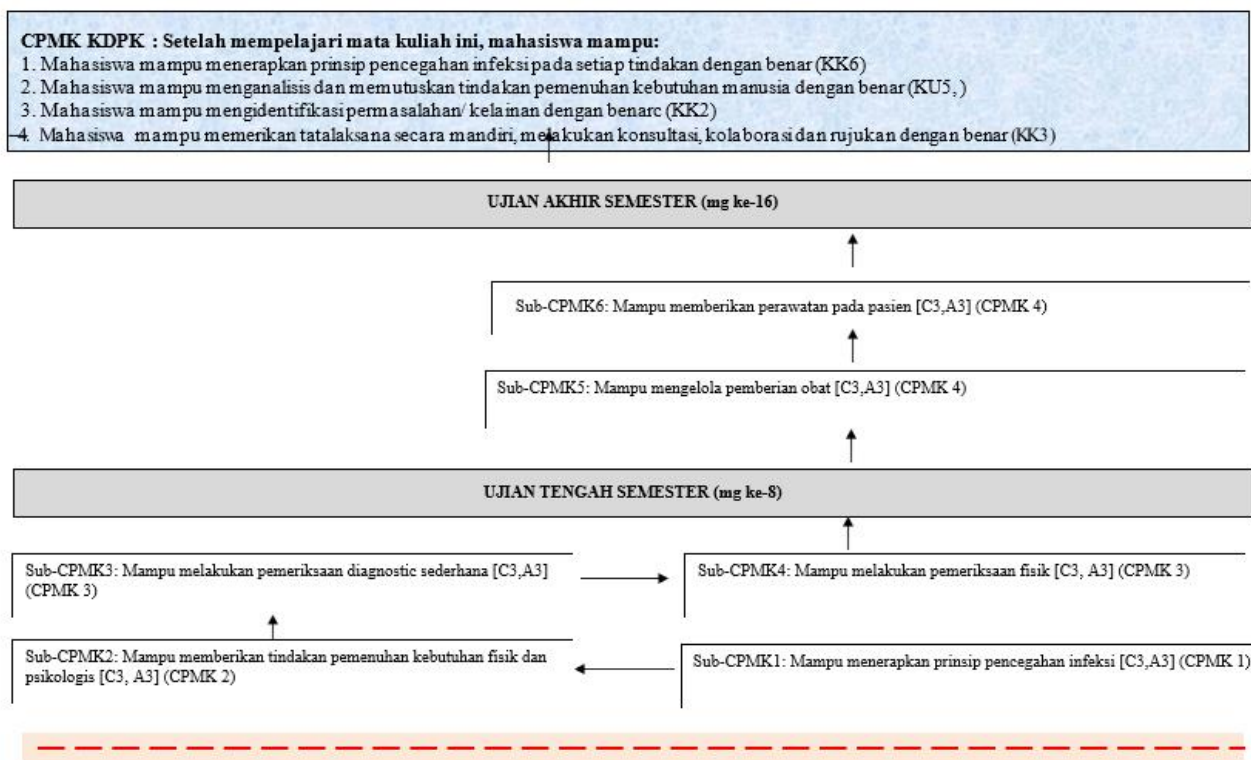 CPMK KDPK : Setelah mempelajari mata kuliah ini, mahasiswa mampu:
1. Mahasiswa mampu menerapkan prinsip pencegahan infeksi pada setiap tindakan dengan benar (KK6)
2. Mahasiswa mampu menganalisis dan memutuskan tindakan pemenuhan kebutuhan manusia dengan benar (KU5, )
3. Mahasiswa mampu mengidentifikasi permasalahan/ kelainan dengan benarc (KK2)
4. Mahasiswa mampu memerikan tatalaksana secara mandiri, melakukan konsultasi, kolaborasi dan rujukan dengan benar (KK3)
UJIAN AKHIR SEMESTER (mg ke-16)
Sub-CPMK6: Mampu memberikan perawatan pada pasien [C3,A3] (CPMK 4)
Sub-CPMK5: Mampu mengelola pemberian obat [C3,A3] (CPMK 4)
UJIAN TENGAH SEMESTER (mg ke-8)
Sub-CPMK3: Mampu melakukan pemeriksaan diagnostic sederhana [C3,A3]
(CPMK 3)
Sub-CPMK4: Mampu melakukan pemeriksaan fisik [C3, A3] (CPMK 3)
Sub-CPMK2: Mampu memberikan tindakan pemenuhan kebutuhan fisik dan
psikologis [C3, A3] (CPMK 2)
Sub-CPMK1: Mampu menerapkan prinsip pencegahan infeksi [C3,A3] (CPMK 1)